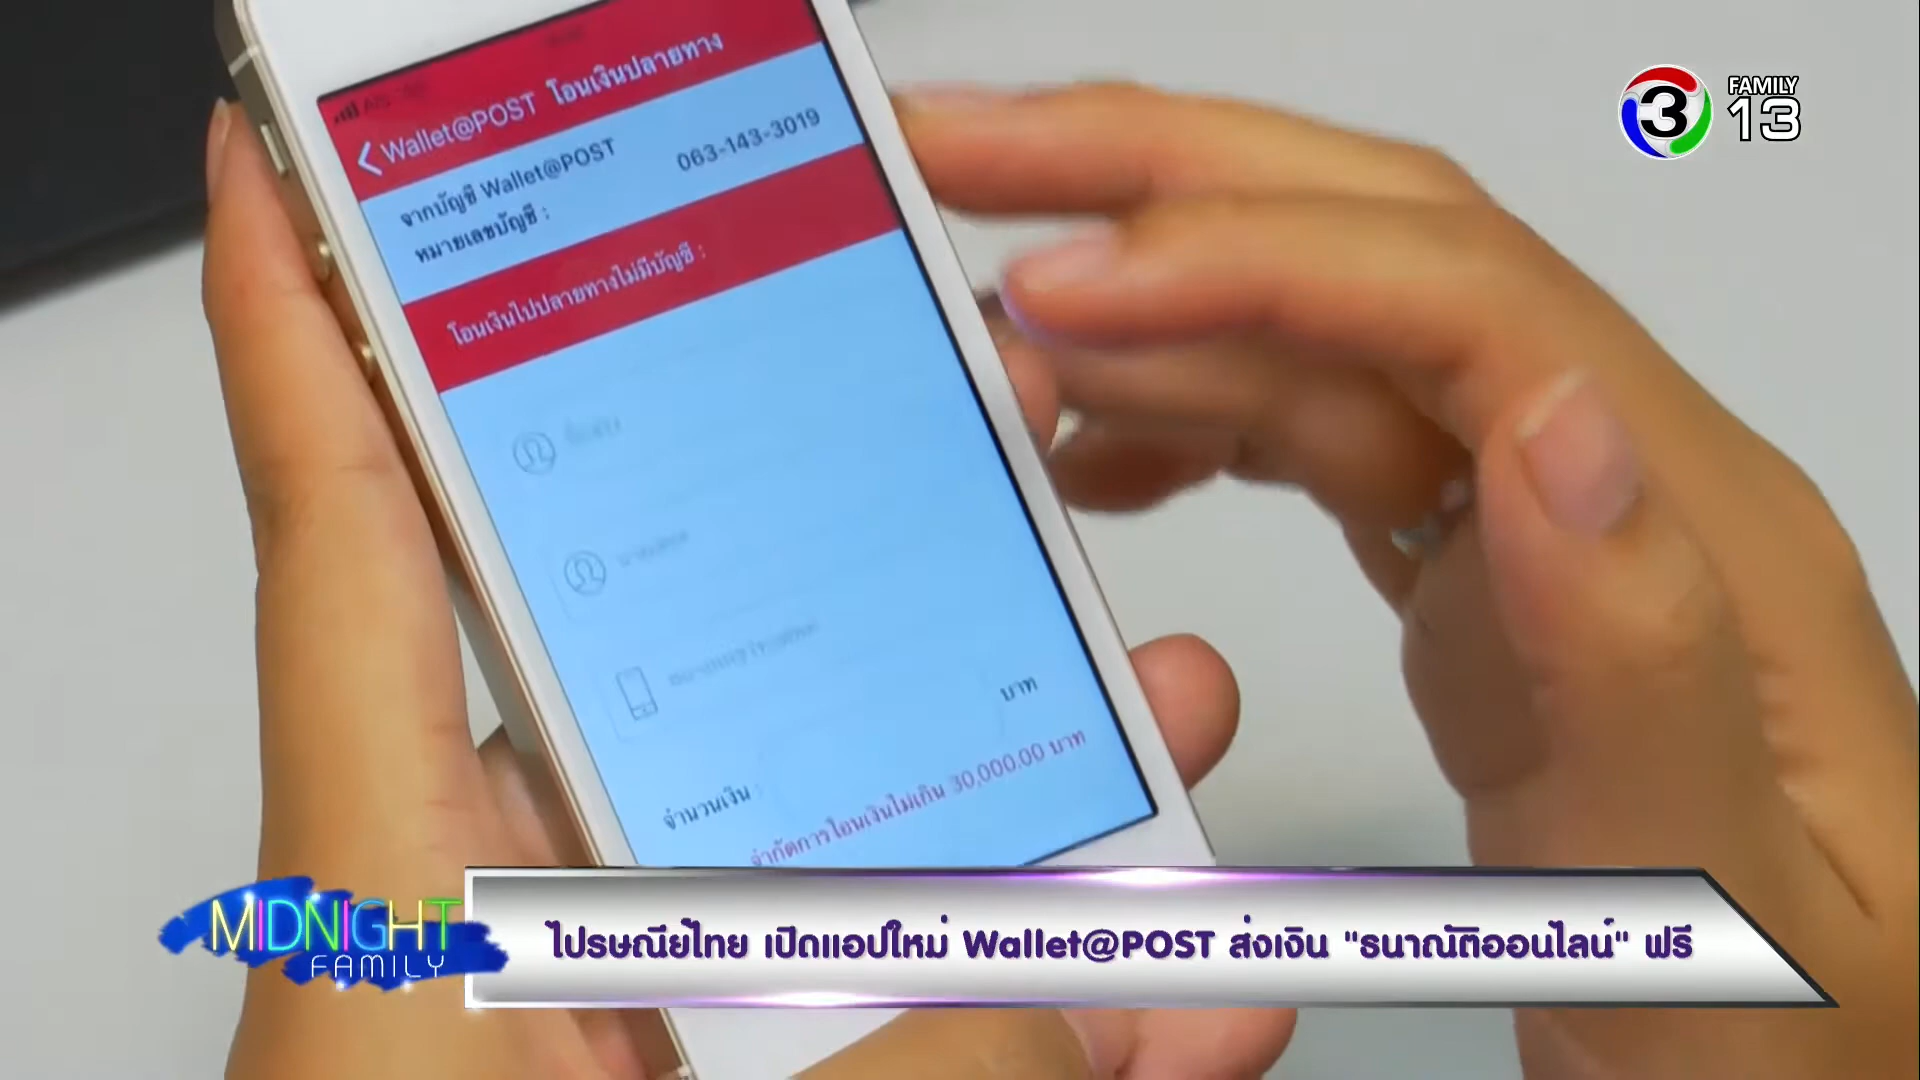 Wallet@POST โอนเงินปลายทาง
จากบัญชี Wallet@POST
หมายเลขบัญชี : 063-143-3019
โอนเงินไปปลายทางไม่มีบัญชี :
บาท
จำนวนเงิน :
จำกัดการโอนเงินไม่เกิน 30,000.00 บาท
3 FAMILY
13
MIDNIGHT
FAMILY
ไปรษณีย์ไทย เปิดแอปใหม่ Wallet@POST ส่งเงิน "ธนาณัติออนไลน์" ฟรี